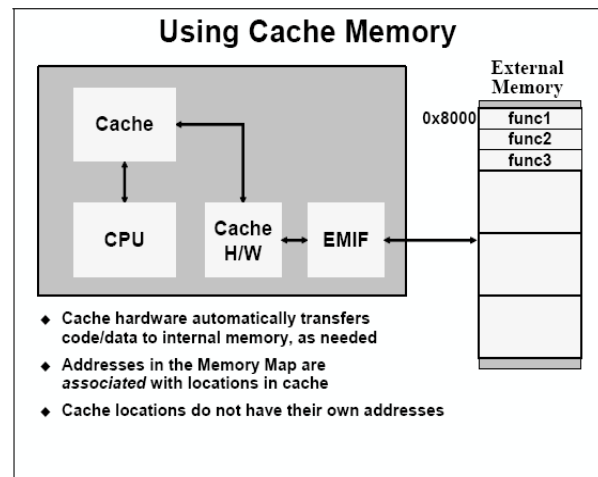 Using Cache Memory
External
Memory
Cache
0x8000
func1
func2
func3
CPU
Cache
H/W
EMIF
◆ Cache hardware automatically transfers
code/data to internal memory, as needed
◆ Addresses in the Memory Map are
associated with locations in cache
◆ Cache locations do not have their own addresses